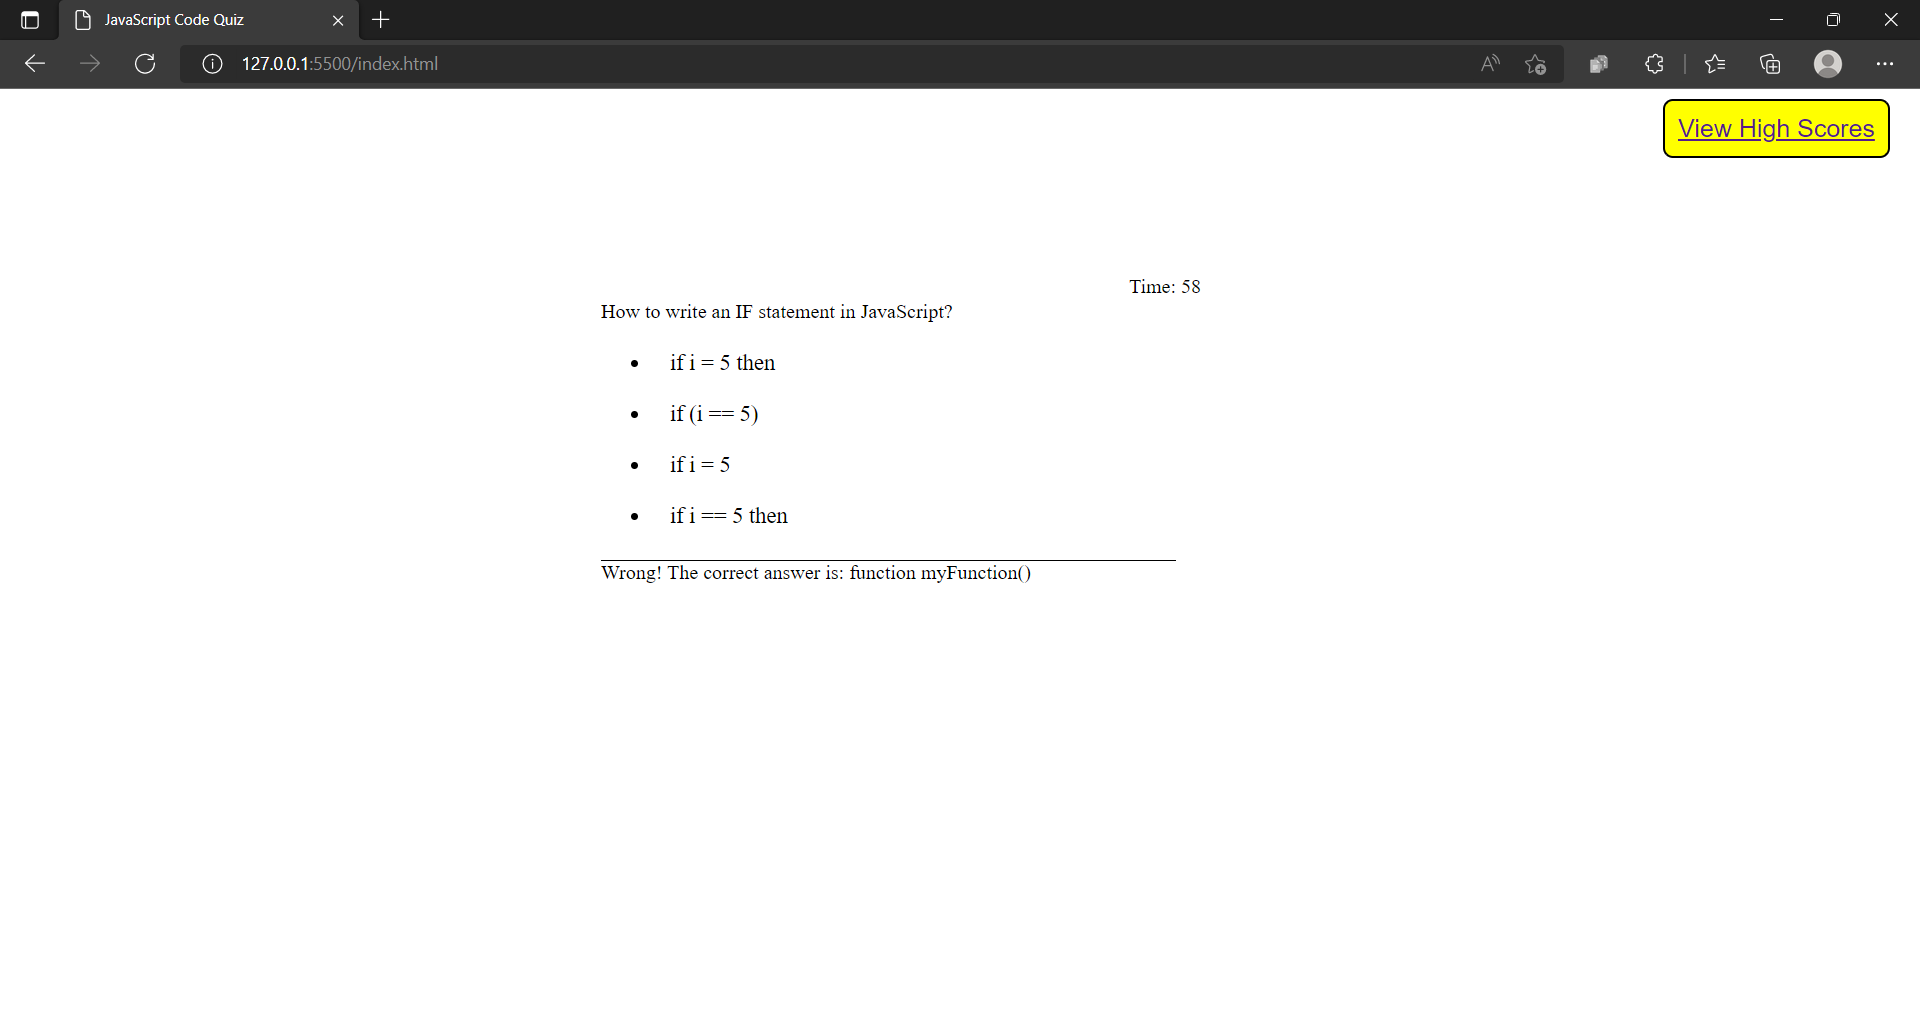 JavaScript Code Quiz
127.0.0.1:5500/index.html
View High Scores
Time: 58
How to write an IF statement in JavaScript?
• if i = 5 then
• if (i == 5)
• if i = 5
• if i == 5 then
Wrong! The correct answer is: function myFunction()